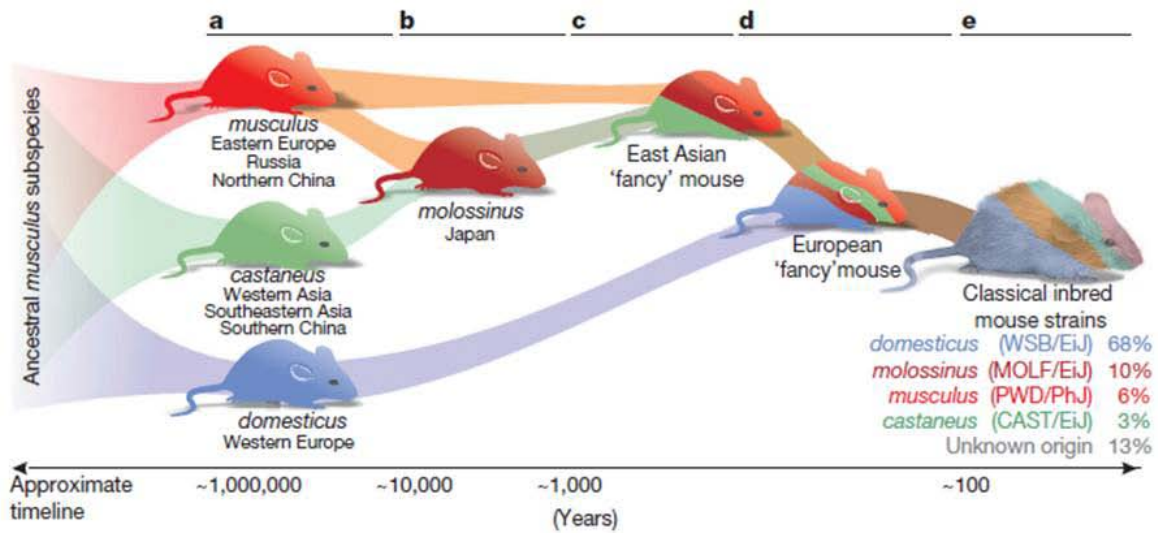 a b c d e
Ancestral musculus subspecies
musculus
Eastern Europe
Russia
Northern China
castaneus
Western Asia
Southeastern Asia
Southern China
domesticus
Western Europe
molossinus
Japan
East Asian
'fancy' mouse
European
'fancy'mouse
Classical inbred
mouse strains
domesticus (WSB/EiJ) 68%
molossinus (MOLF/EiJ) 10%
musculus (PWD/PhJ) 6%
castaneus (CAST/EiJ) 3%
Unknown origin 13%
Approximate
timeline
~1,000,000 ~10,000 ~1,000 ~100
(Years)